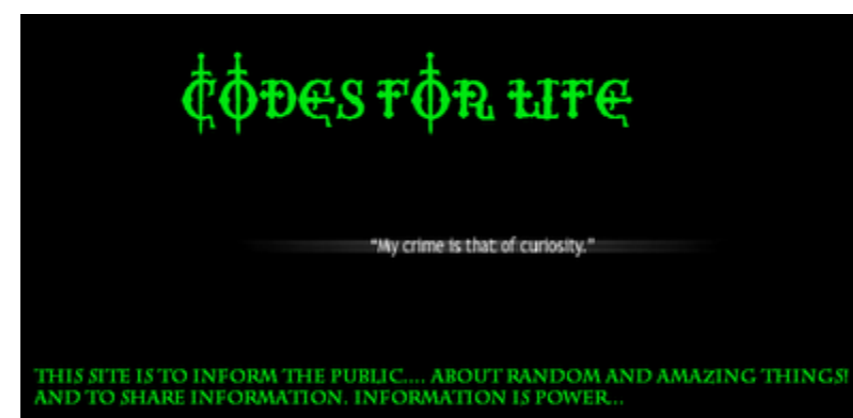 CODES FOR LIFE
"My crime is that of curiosity."
THIS SITE IS TO INFORM THE PUBLIC.... ABOUT RANDOM AND AMAZING THINGS!
AND TO SHARE INFORMATION. INFORMATION IS POWER...